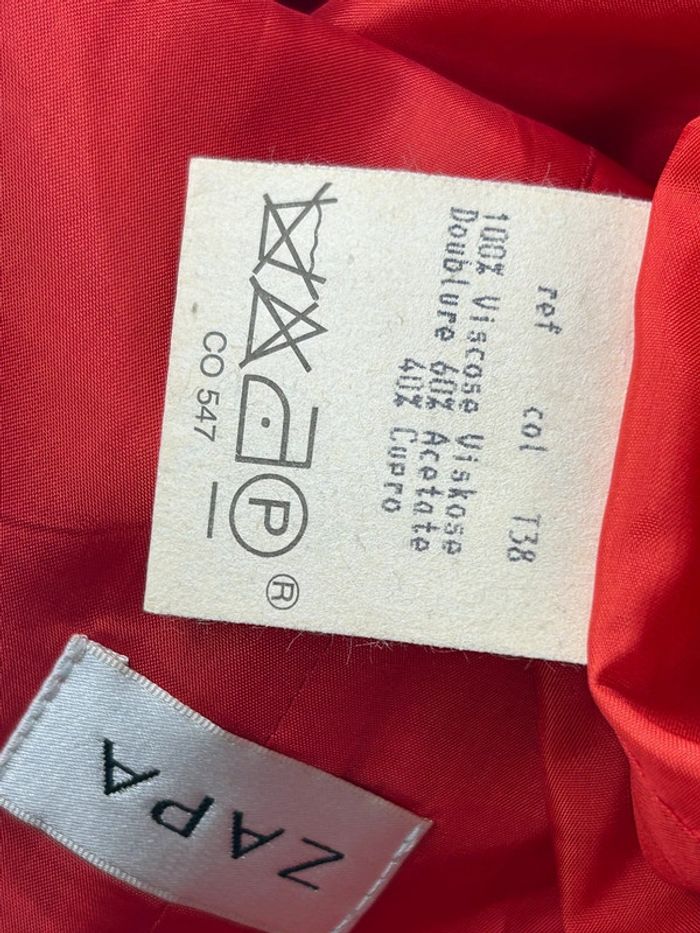 ref col T38
100% Viscose Viskose
Doublure 60% Acetate
40% Cupro
P
®
CO 547
ZAPA